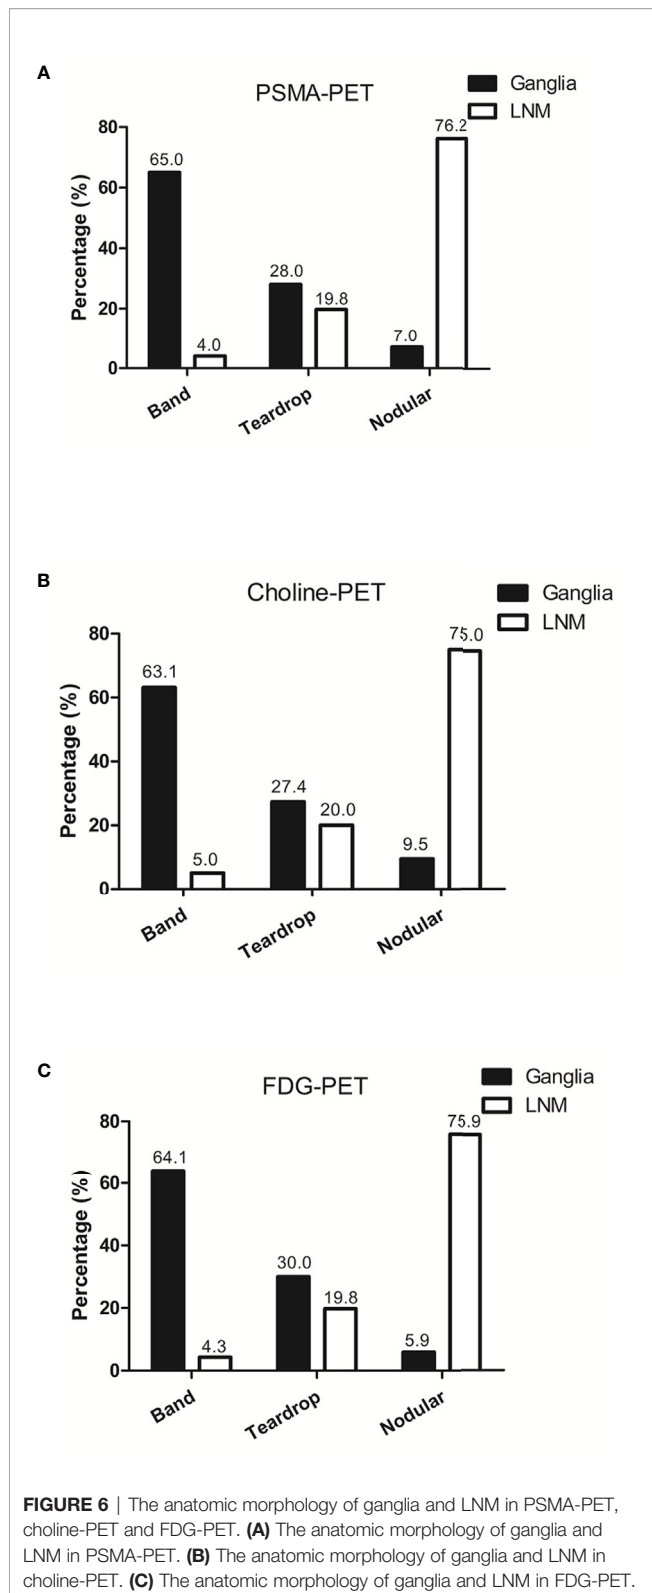 A
PSMA-PET
Ganglia
LNM
Percentage (%)
80
60
40
20
0
65.0
4.0
28.0
19.8
7.0
76.2
Band
Teardrop
Nodular
B
Choline-PET
Ganglia
LNM
Percentage (%)
80
60
40
20
0
63.1
5.0
27.4
20.0
9.5
75.0
Band
Teardrop
Nodular
C
FDG-PET
Ganglia
LNM
Percentage (%)
80
60
40
20
0
64.1
4.3
30.0
19.8
5.9
75.9
Band
Teardrop
Nodular
FIGURE 6 | The anatomic morphology of ganglia and LNM in PSMA-PET,
choline-PET and FDG-PET. (A) The anatomic morphology of ganglia and
LNM in PSMA-PET. (B) The anatomic morphology of ganglia and LNM in
choline-PET. (C) The anatomic morphology of ganglia and LNM in FDG-PET.